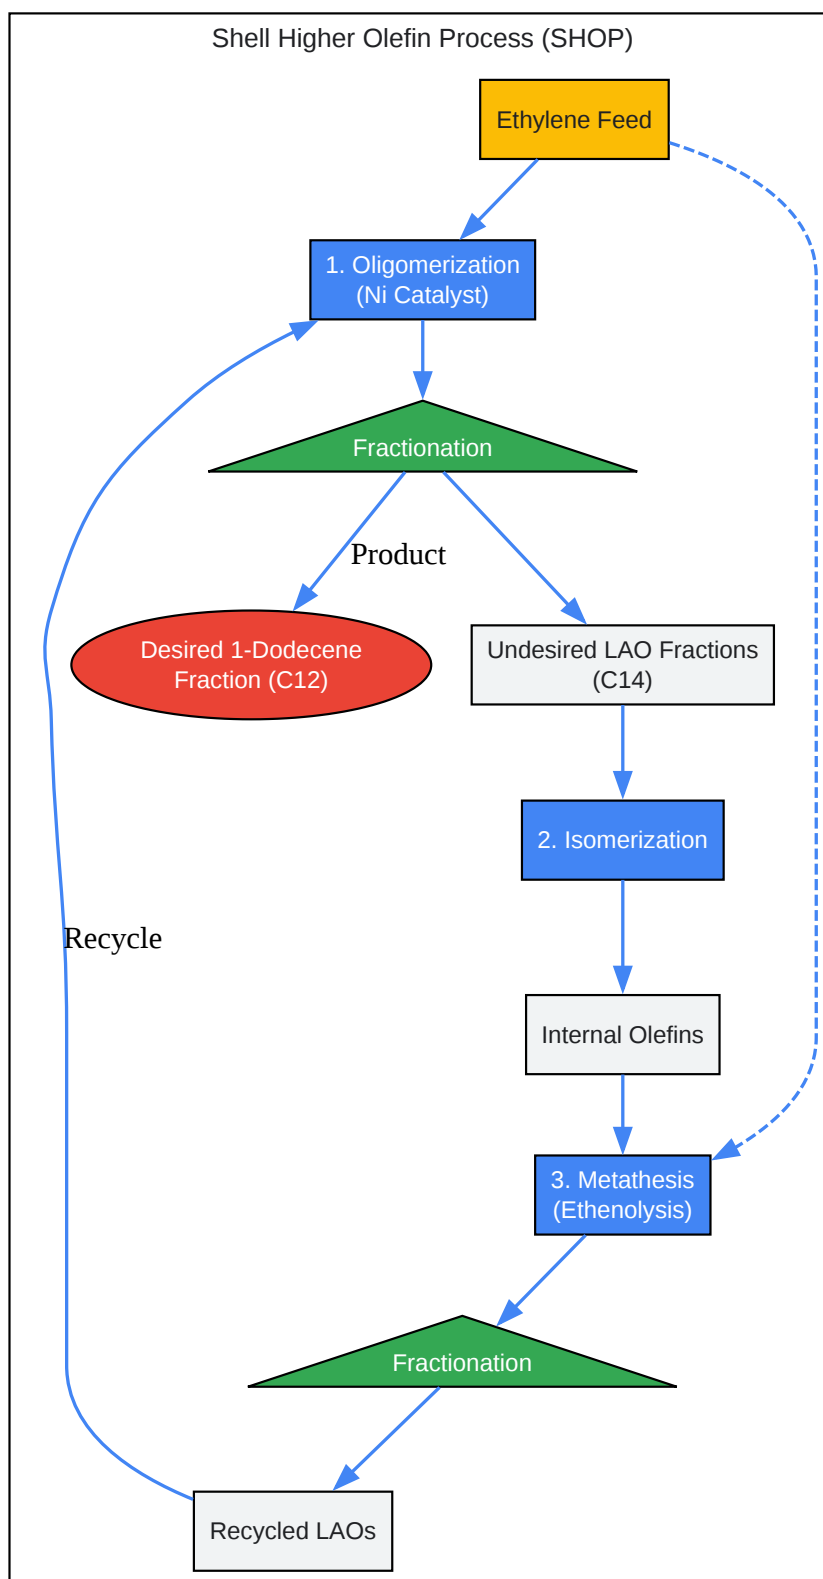 Shell Higher Olefin Process (SHOP)
Ethylene Feed
1. Oligomerization
(Ni Catalyst)
Fractionation
Product
Desired 1-Dodecene
Fraction (C12)
Undesired LAO Fractions
(C14)
2. Isomerization
Recycle
Internal Olefins
3. Metathesis
(Ethenolysis)
Fractionation
Recycled LAOs